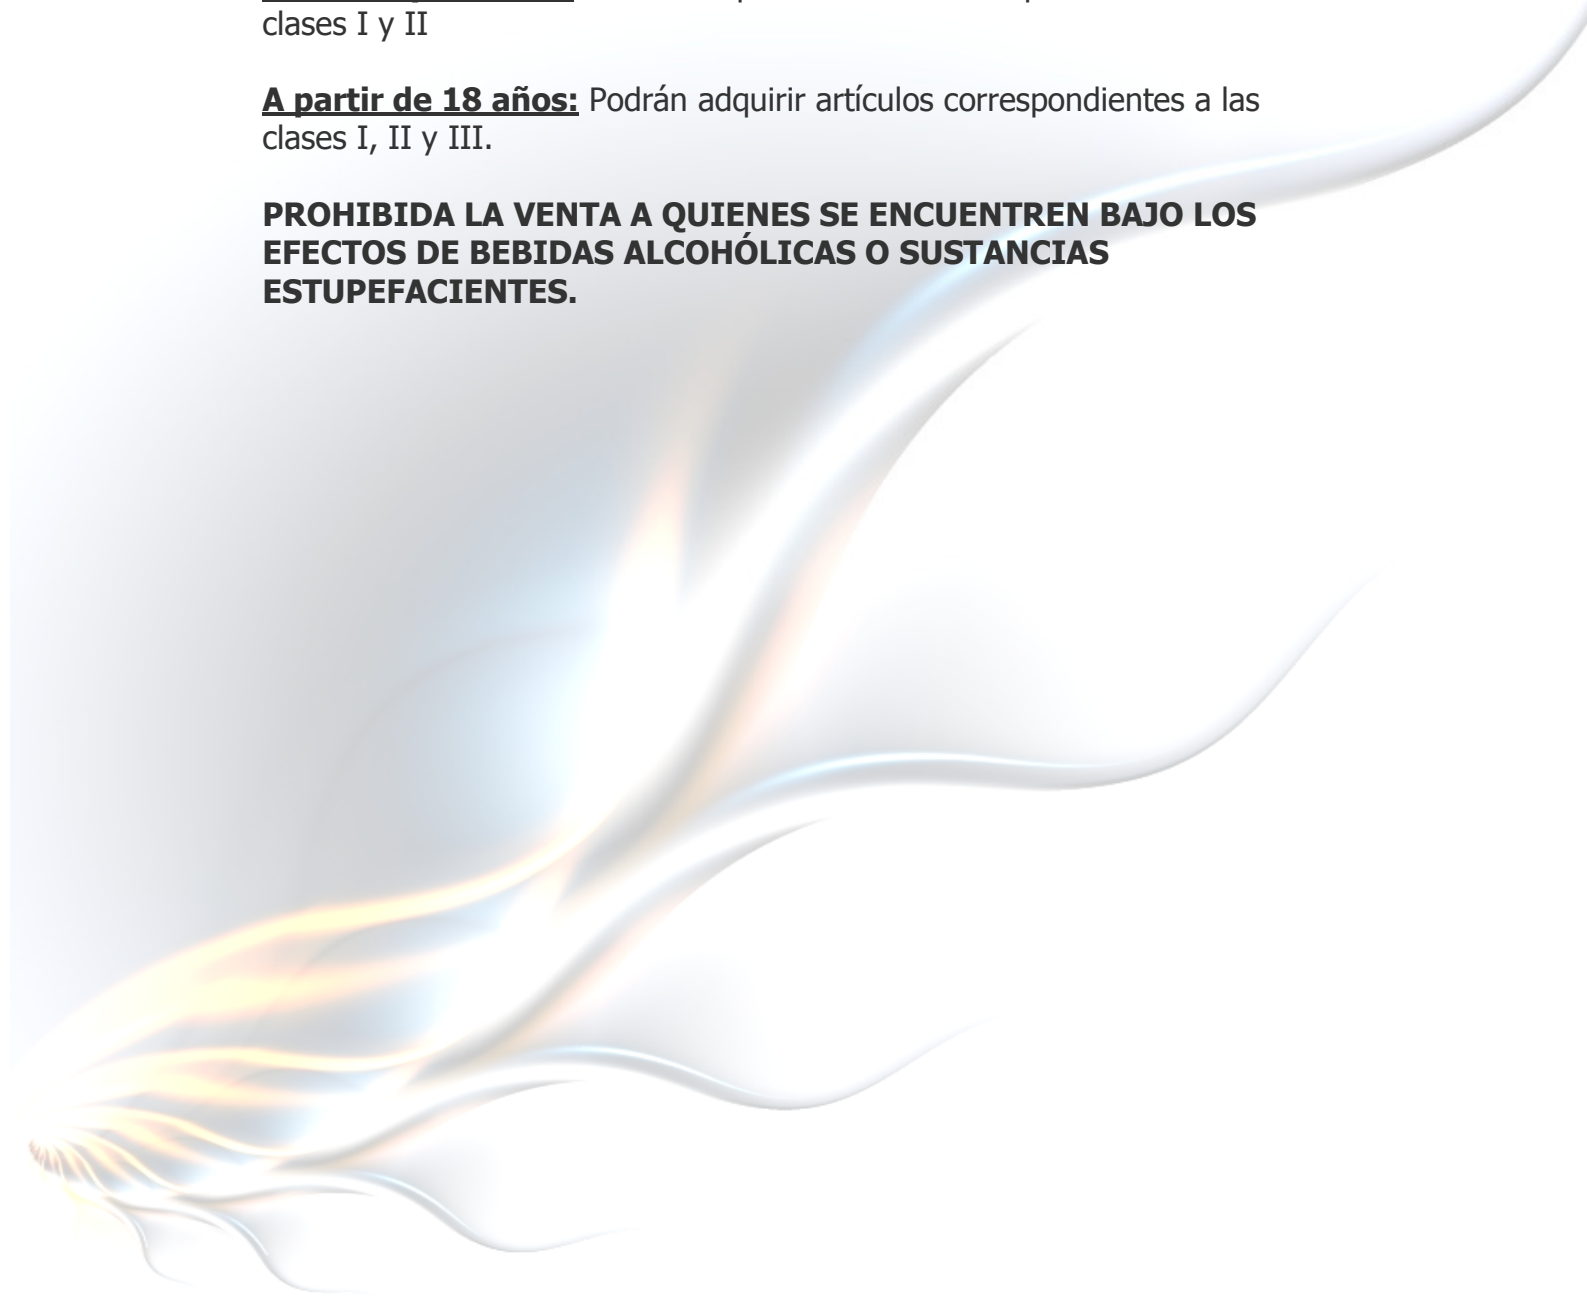 clases I y II
A partir de 18 años: Podrán adquirir artículos correspondientes a las
clases I, II y III.
PROHIBIDA LA VENTA A QUIENES SE ENCUENTREN BAJO LOS
EFECTOS DE BEBIDAS ALCOHÓLICAS O SUSTANCIAS
ESTUPEFACIENTES.